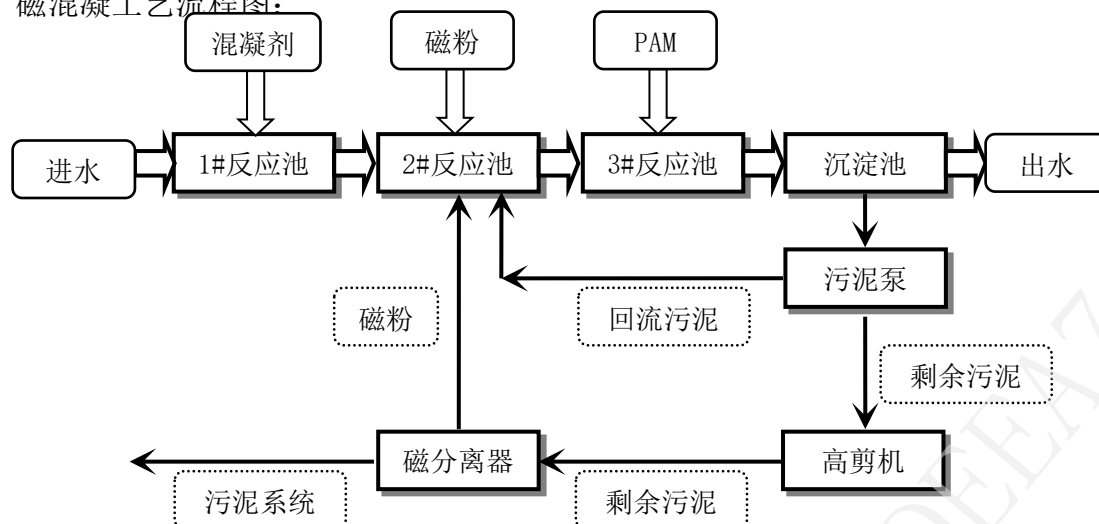 磁混凝工艺流程图：
混凝剂
磁粉
PAM
进水
1#反应池
2#反应池
3#反应池
沉淀池
出水
污泥泵
磁粉
回流污泥
剩余污泥
磁分离器
高剪机
污泥系统
剩余污泥